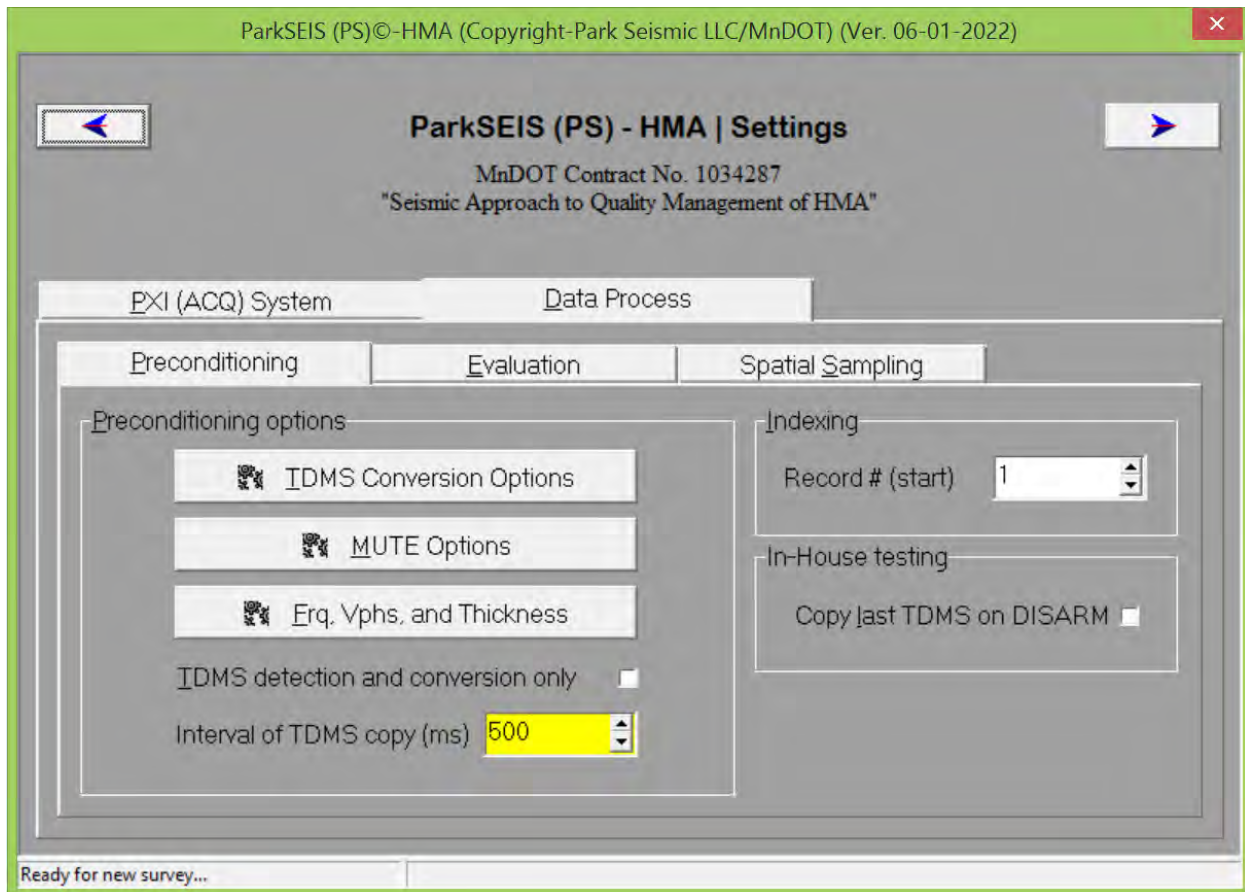 ParkSEIS (PS)©-HMA (Copyright-Park Seismic LLC/MnDOT) (Ver. 06-01-2022)
ParkSEIS (PS) - HMA | Settings
MnDOT Contract No. 1034287
"Seismic Approach to Quality Management of HMA"
PXI (ACQ) System
Data Process
Preconditioning
Evaluation
Spatial Sampling
Preconditioning options
TDMS Conversion Options
MUTE Options
Frq, Vphs, and Thickness
TDMS detection and conversion only
Interval of TDMS copy (ms) 500
Indexing
Record # (start) 1
In-House testing
Copy last TDMS on DISARM
Ready for new survey...